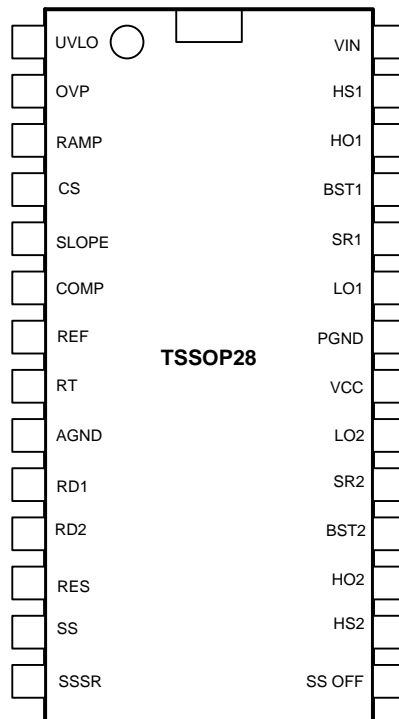 UVLO VIN
OVP HS1
RAMP HO1
CS BST1
SLOPE SR1
COMP LO1
REF PGND
TSSOP28
RT VCC
AGND LO2
RD1 SR2
RD2 BST2
RES HO2
SS HS2
SSSR SS OFF